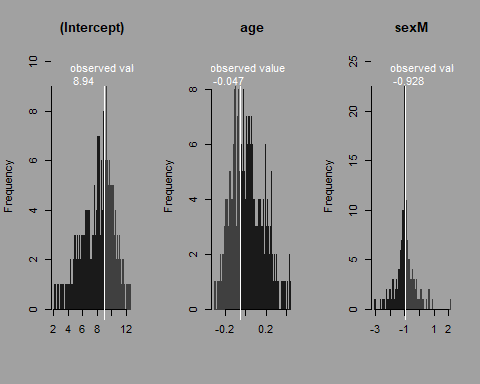 (Intercept)
observed val
8.94
Frequency
0
2
4
6
8
10
2 4 6 8 12
age
observed value
-0.047
Frequency
0
2
4
6
8
-0.2 0.2
sexM
observed val
-0.928
Frequency
0
5
10
15
20
25
-3 -1 1 2